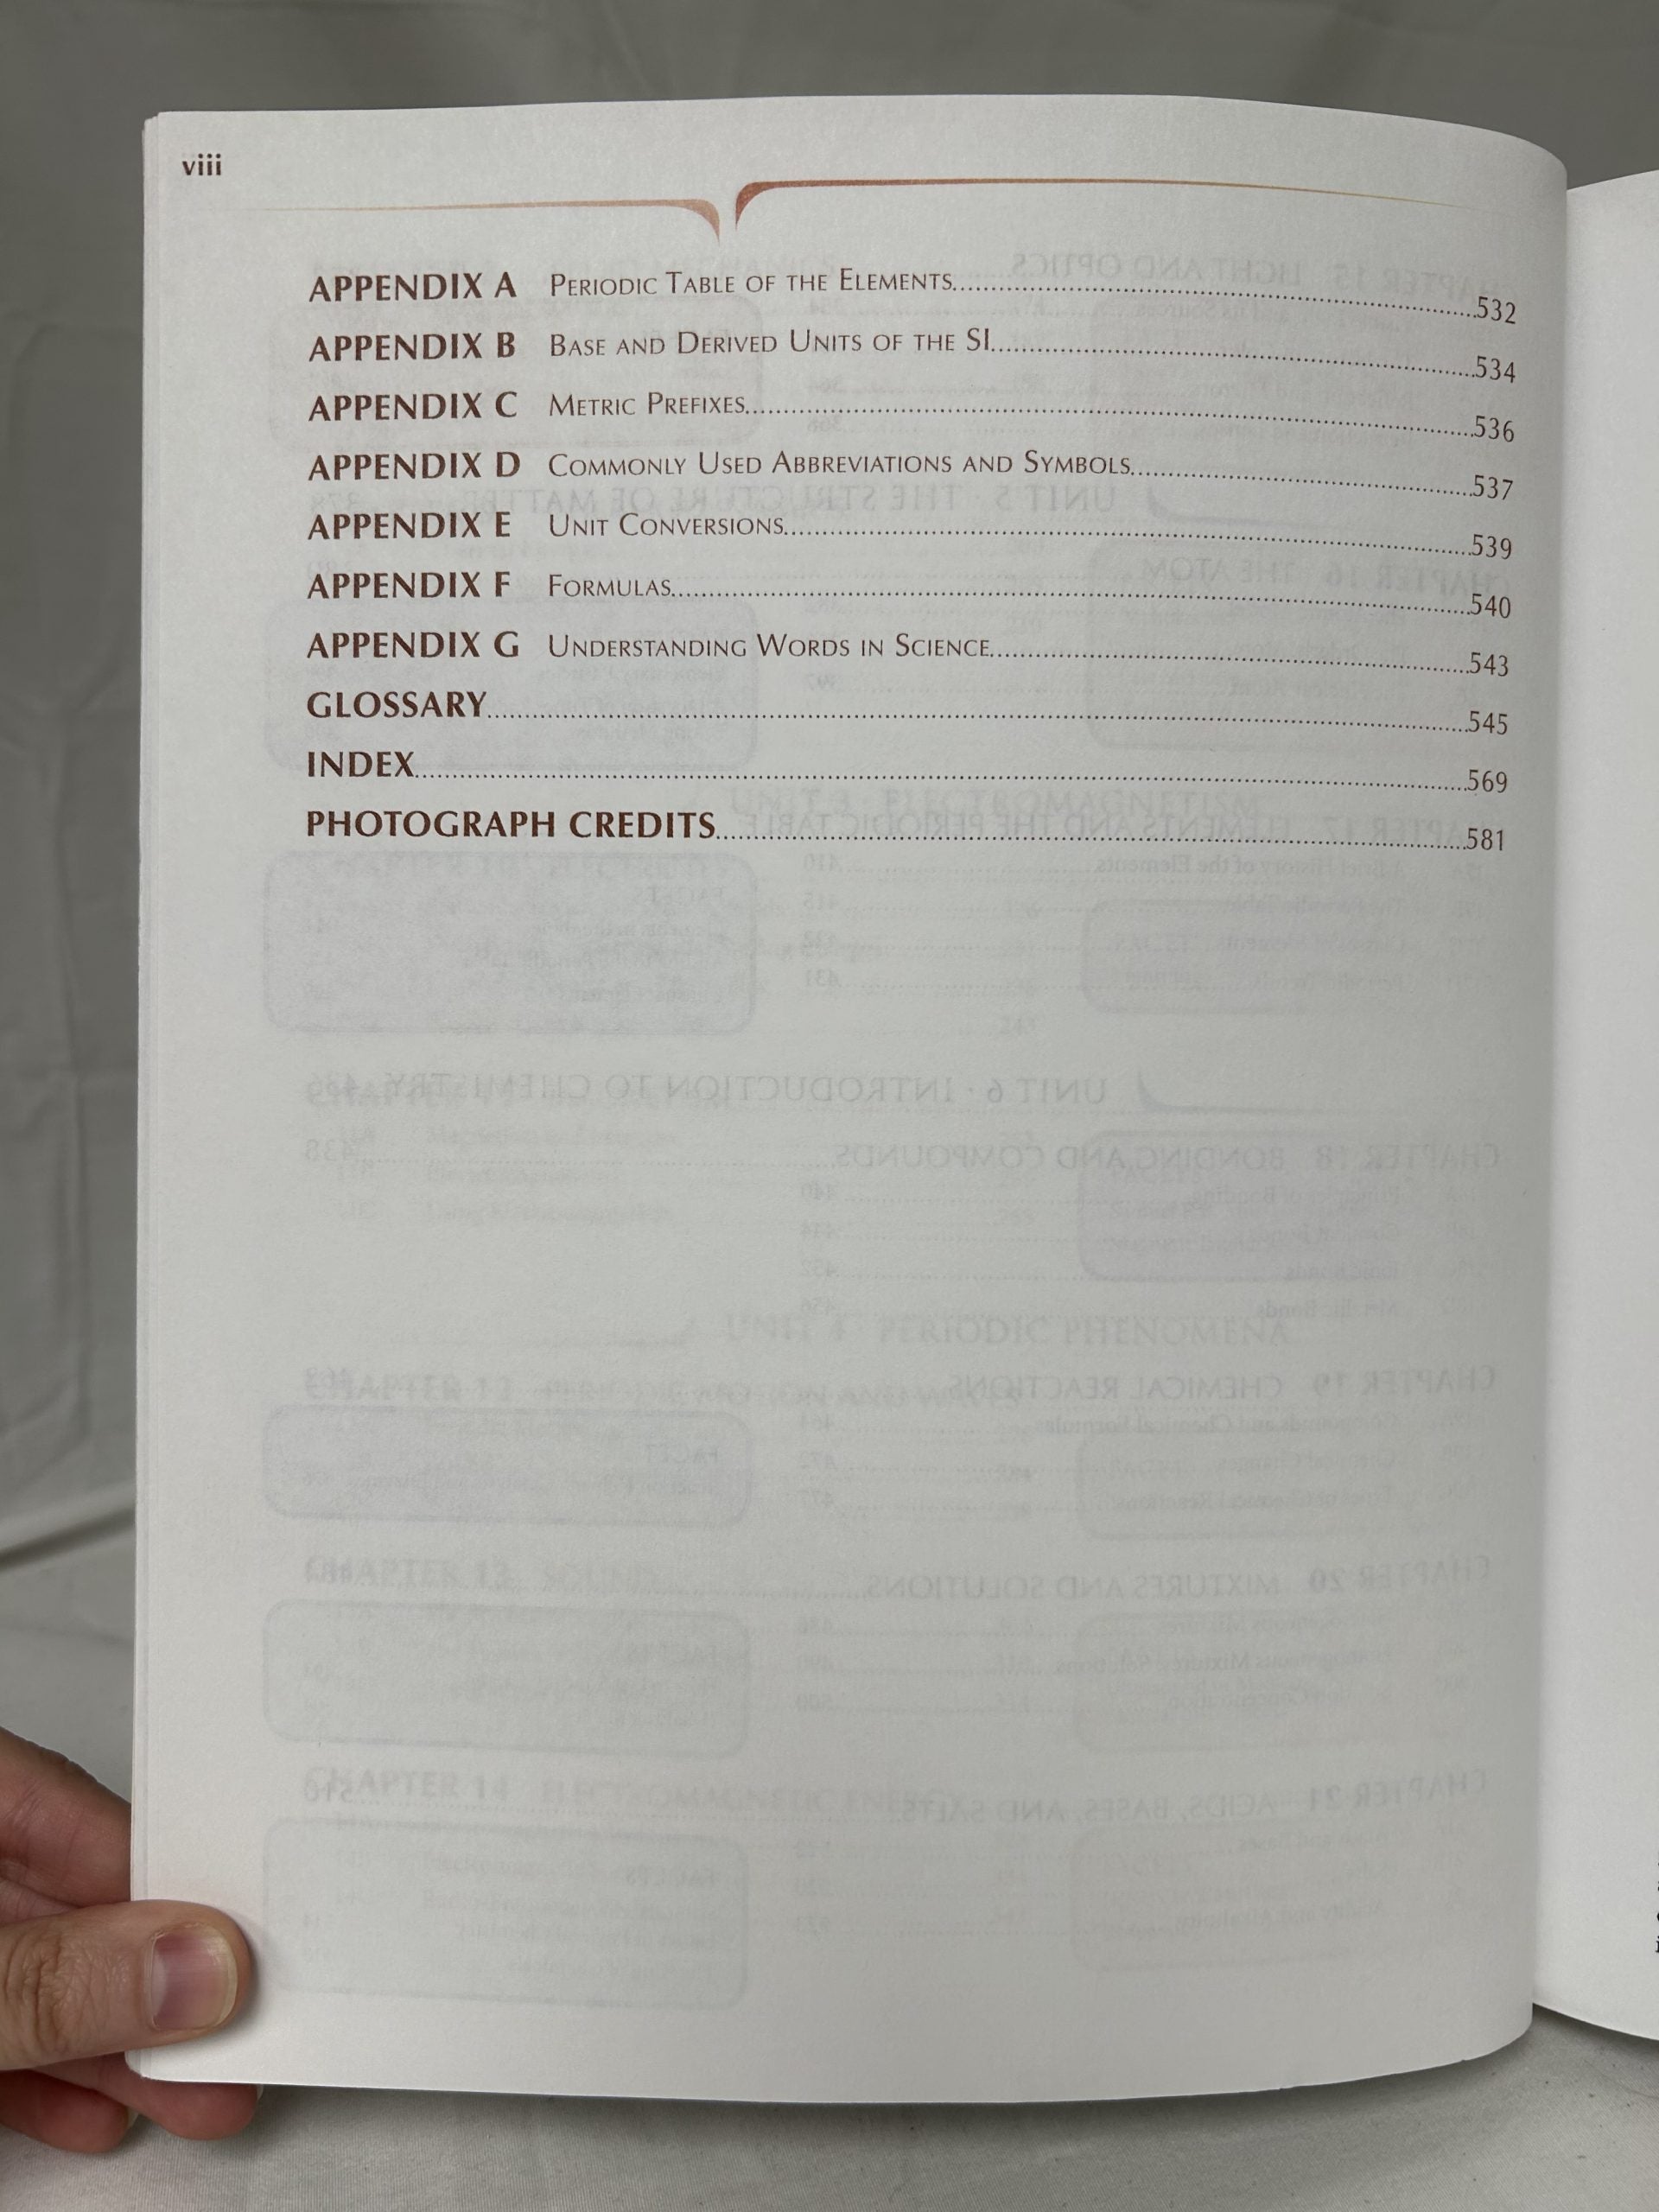 viii
APPENDIX A PERIODIC TABLE OF THE ELEMENTS 532
APPENDIX B BASE AND DERIVED UNITS OF THE SI 534
APPENDIX C METRIC PREFIXES 536
APPENDIX D COMMONLY USED ABBREVIATIONS AND SYMBOLS 537
APPENDIX E UNIT CONVERSIONS 539
APPENDIX F FORMULAS 540
APPENDIX G UNDERSTANDING WORDS IN SCIENCE 543
GLOSSARY 545
INDEX 569
PHOTOGRAPH CREDITS 581